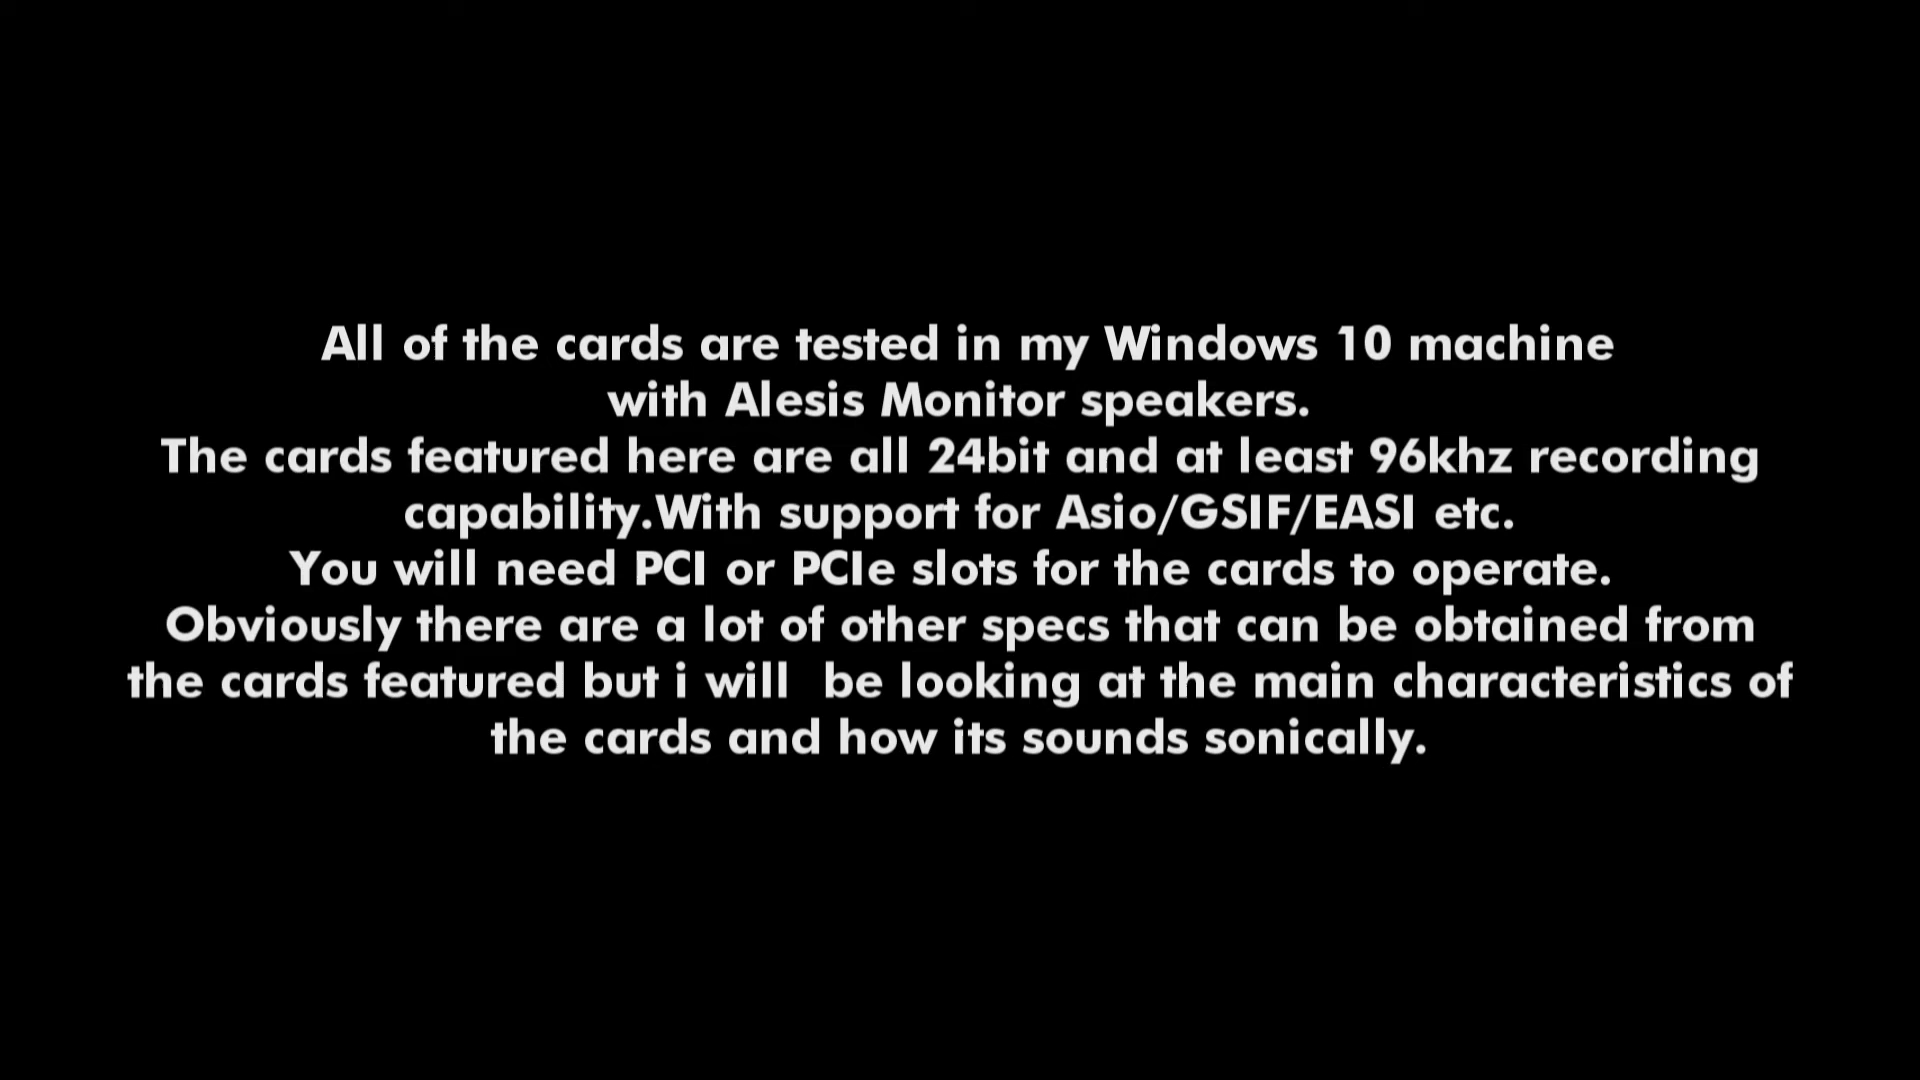 All of the cards are tested in my Windows 10 machine
with Alesis Monitor speakers.
The cards featured here are all 24bit and at least 96khz recording
capability.With support for Asio/GSIF/EASI etc.
You will need PCI or PCIe slots for the cards to operate.
Obviously there are a lot of other specs that can be obtained from
the cards featured but i will  be looking at the main characteristics of
the cards and how its sounds sonically.